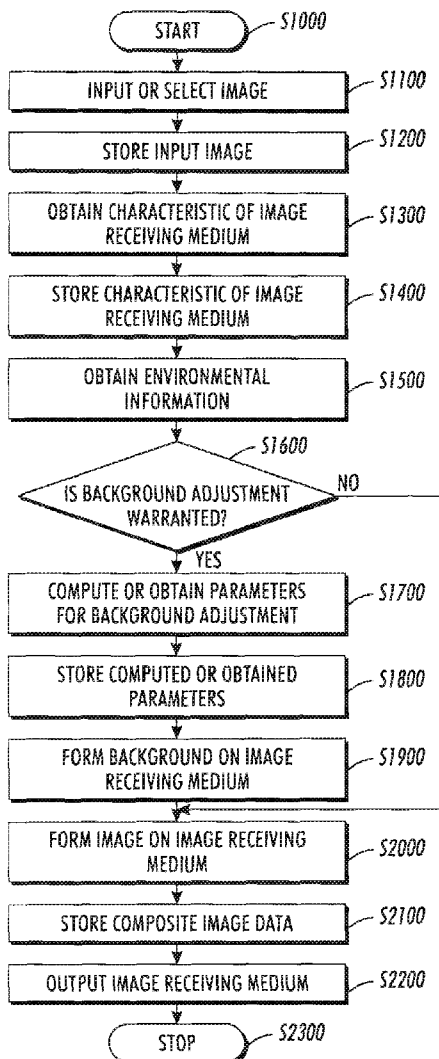 START
S1000
INPUT OR SELECT IMAGE
S1100
STORE INPUT IMAGE
S1200
OBTAIN CHARACTERISTIC OF IMAGE
RECEIVING MEDIUM
S1300
STORE CHARACTERISTIC OF IMAGE
RECEIVING MEDIUM
S1400
OBTAIN ENVIRONMENTAL
INFORMATION
S1500
S1600
IS BACKGROUND ADJUSTMENT
WARRANTED?
NO
YES
COMPUTE OR OBTAIN PARAMETERS
FOR BACKGROUND ADJUSTMENT
S1700
STORE COMPUTED OR OBTAINED
PARAMETERS
S1800
FORM BACKGROUND ON IMAGE
RECEIVING MEDIUM
S1900
FORM IMAGE ON IMAGE RECEIVING
MEDIUM
S2000
STORE COMPOSITE IMAGE DATA
S2100
OUTPUT IMAGE RECEIVING MEDIUM
S2200
STOP
S2300